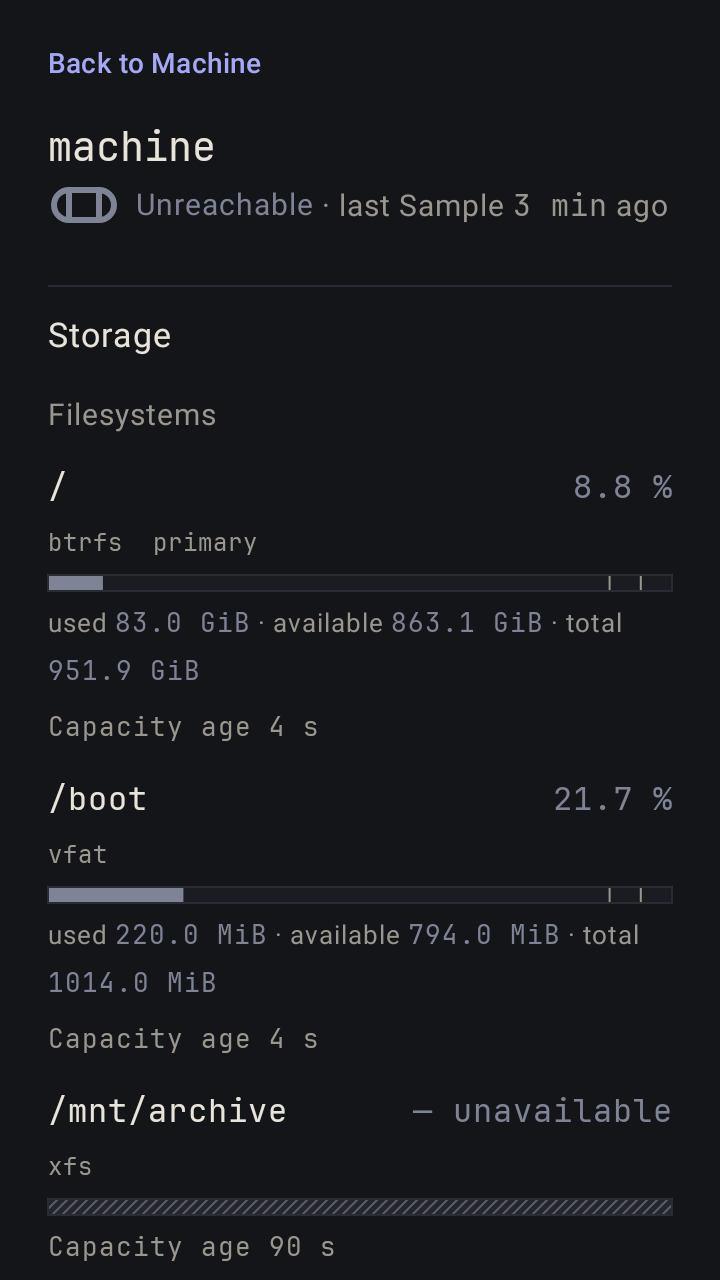 Back to Machine
machine
Unreachable · last Sample 3 min ago
Storage
Filesystems
/ 8.8 %
btrfs primary
used 83.0 GiB · available 863.1 GiB · total
951.9 GiB
Capacity age 4 s
/boot 21.7 %
vfat
used 220.0 MiB · available 794.0 MiB · total
1014.0 MiB
Capacity age 4 s
/mnt/archive — unavailable
xfs
Capacity age 90 s